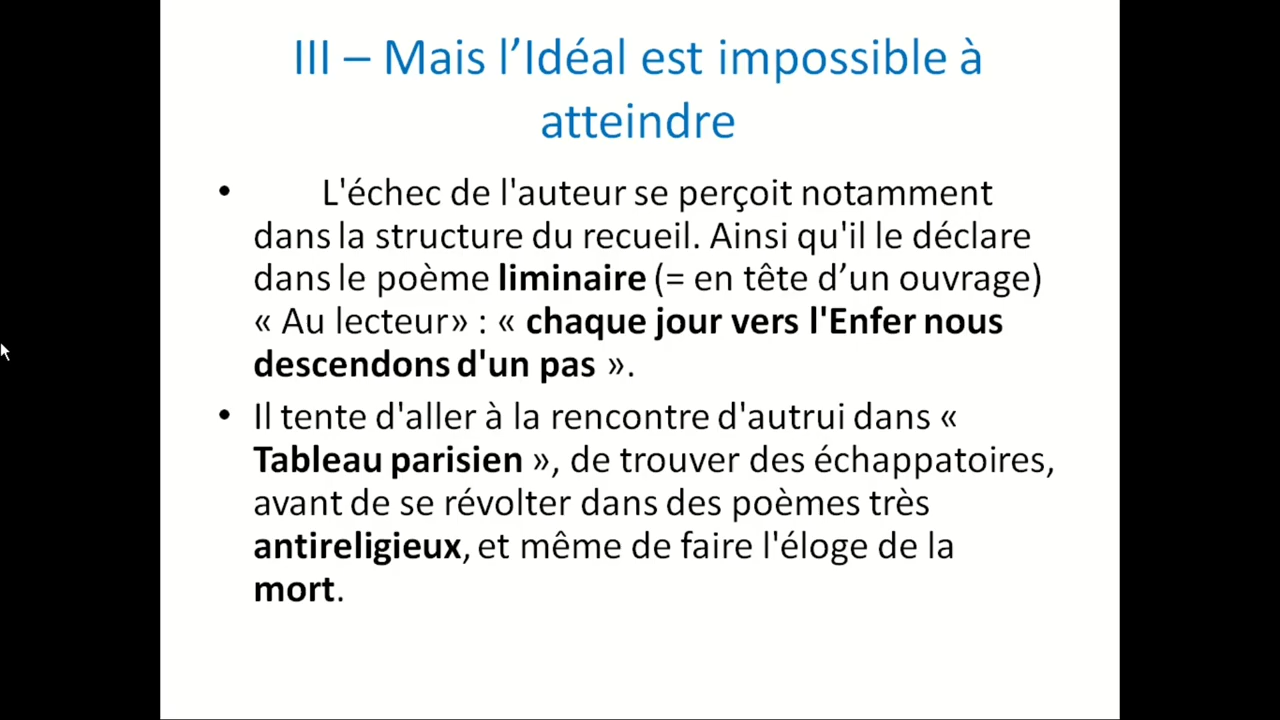 III – Mais l’Idéal est impossible à
atteindre
• L'échec de l'auteur se perçoit notamment
dans la structure du recueil. Ainsi qu'il le déclare
dans le poème liminaire (= en tête d’un ouvrage)
« Au lecteur» : « chaque jour vers l'Enfer nous
descendons d'un pas ».
• Il tente d'aller à la rencontre d'autrui dans «
Tableau parisien », de trouver des échappatoires,
avant de se révolter dans des poèmes très
antireligieux, et même de faire l'éloge de la
mort.